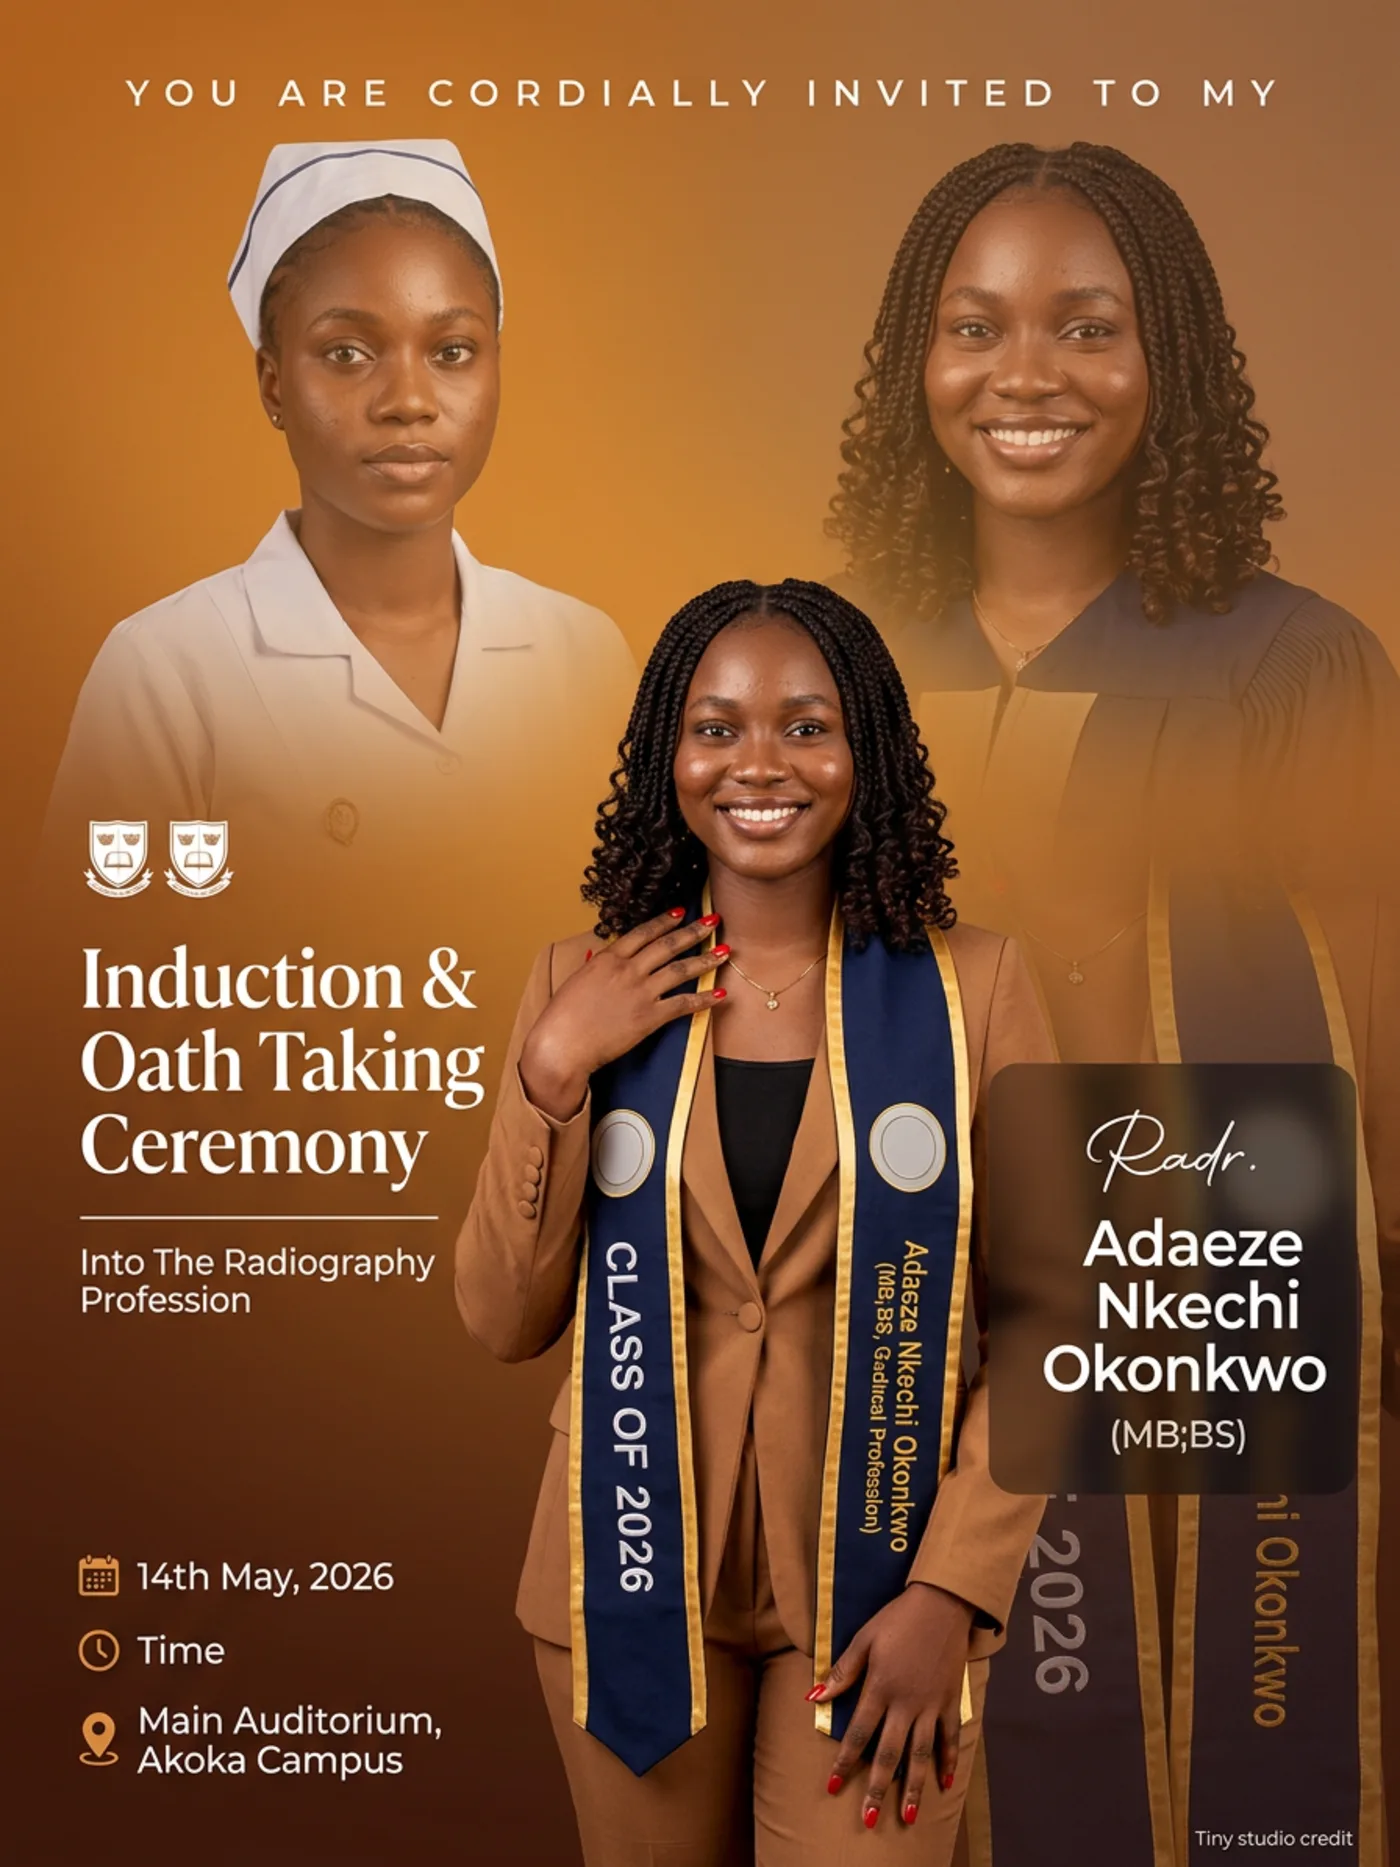 YOU ARE CORDIALLY INVITED TO MY
Induction &
Oath Taking
Ceremony
Into The Radiography
Profession
14th May, 2026
Time
Main Auditorium,
Akoka Campus
CLASS OF 2026
Adaeze Nkechi Okonkwo
(MB;BS, Gadlical Profession)
Radr.
Adaeze
Nkechi
Okonkwo
(MB;BS)
2026
Okonkwo
Tiny studio credit